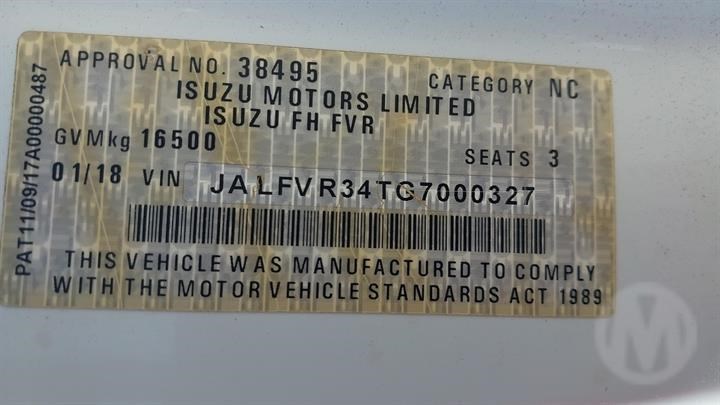 APPROVAL NO. 38495 CATEGORY NC
ISUZU MOTORS LIMITED
ISUZU FH FVR
GVMkg 16500 SEATS 3
01/18 VIN JALFVR34TG7000327
THIS VEHICLE WAS MANUFACTURED TO COMPLY
WITH THE MOTOR VEHICLE STANDARDS ACT 1989
PAT11/09/17A00000487
M